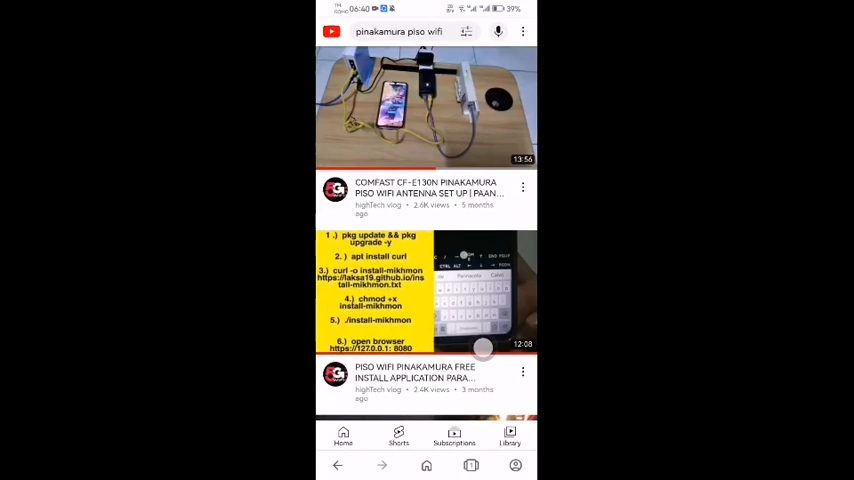 06:40
39%
pinakamura piso wifi
13:56
COMFAST CF-E130N PINAKAMURA
PISO WIFI ANTENNA SET UP | PAAN...
highTech vlog • 2.6K views • 5 months
ago
1 .) pkg update && pkg
upgrade -y
2. ) apt install curl
3.) curl -o install-mikhmon
https://laksa19.github.io/ins
tall-mikhmon.txt
4.) chmod +x
install-mikhmon
5.) ./install-mikhmon
6.) open browser
https://127.0.0.1: 8080
CTRL ALT
12:08
PISO WIFI PINAKAMURA FREE
INSTALL APPLICATION PARA...
highTech vlog • 2.4K views • 3 months
ago
Home
Shorts
Subscriptions
Library
1